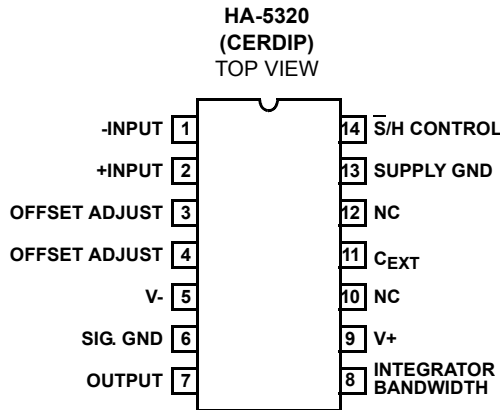 HA-5320
(CERDIP)
TOP VIEW
-INPUT 1
+INPUT 2
OFFSET ADJUST 3
OFFSET ADJUST 4
V- 5
SIG. GND 6
OUTPUT 7
14 S̅/H CONTROL
13 SUPPLY GND
12 NC
11 CEXT
10 NC
9 V+
8 INTEGRATOR
BANDWIDTH